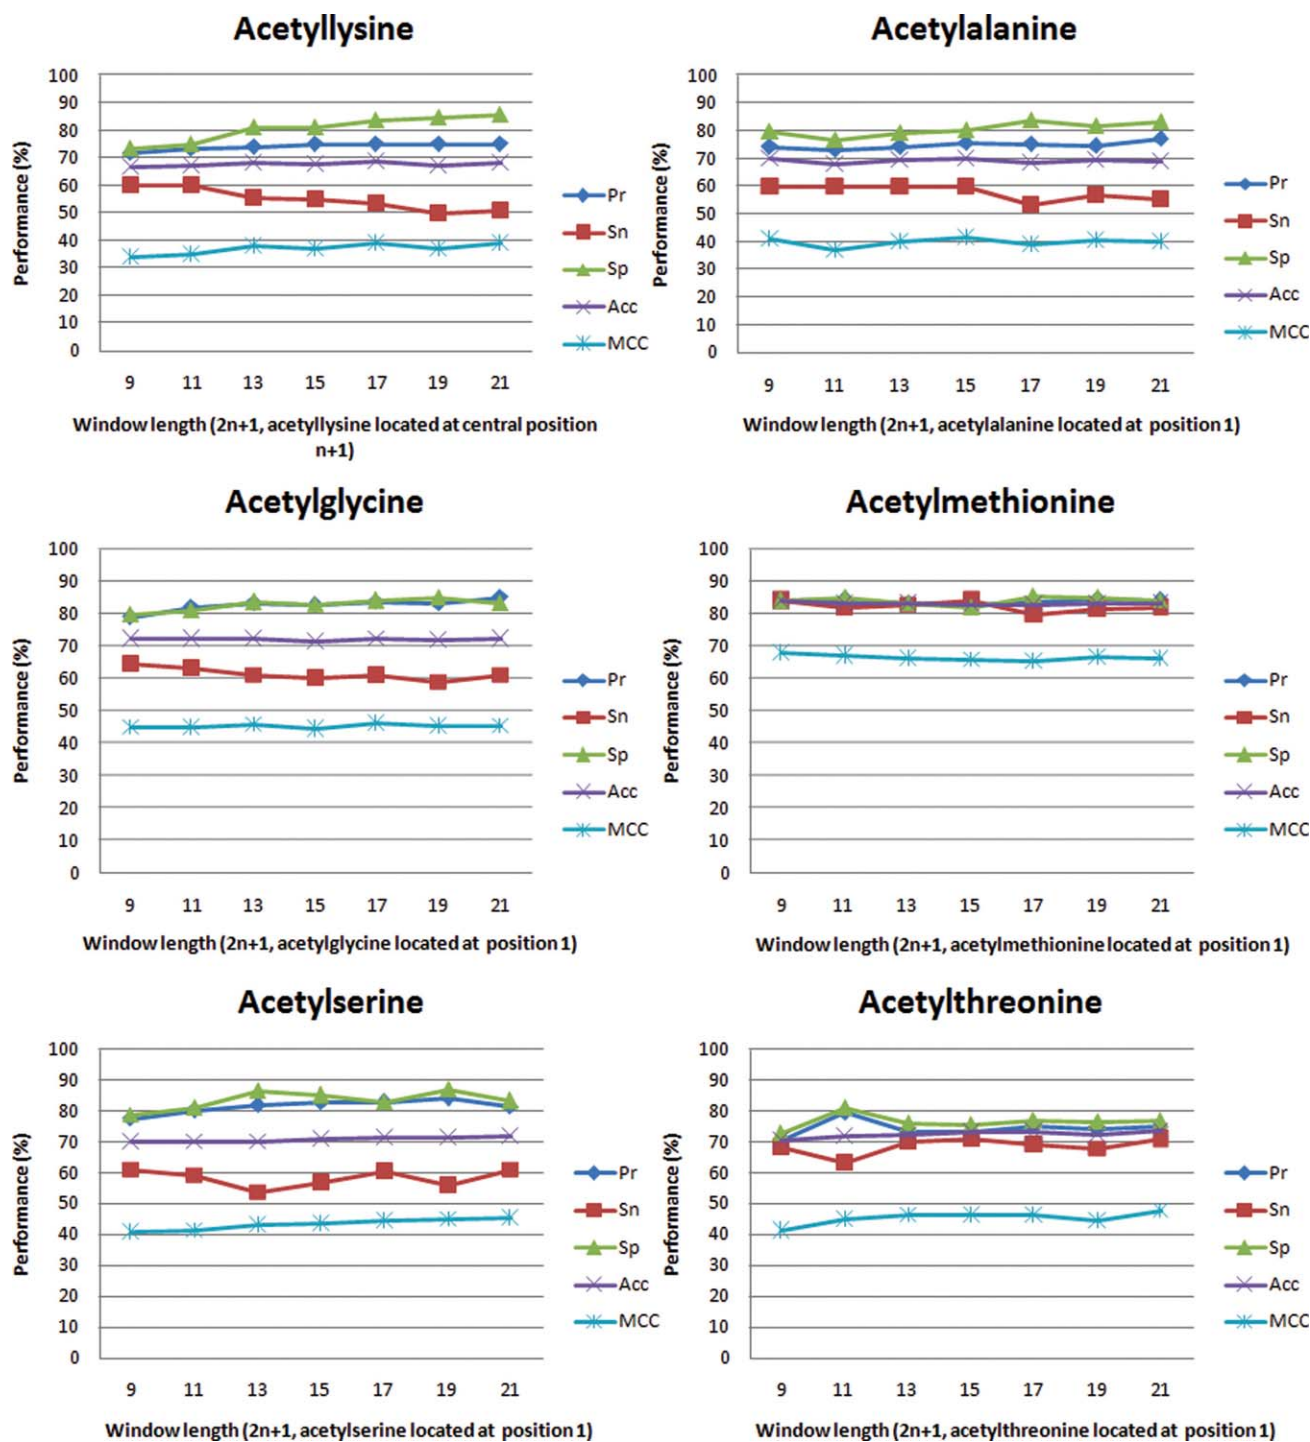 Acetyllysine
Performance (%)
100
90
80
70
60
50
40
30
20
10
0
9 11 13 15 17 19 21
Window length (2n+1, acetyllysine located at central position
n+1)
Pr
Sn
Sp
Acc
MCC
Acetylalanine
Performance (%)
100
90
80
70
60
50
40
30
20
10
0
9 11 13 15 17 19 21
Window length (2n+1, acetylalanine located at position 1)
Pr
Sn
Sp
Acc
MCC
Acetylglycine
Performance (%)
100
90
80
70
60
50
40
30
20
10
0
9 11 13 15 17 19 21
Window length (2n+1, acetylglycine located at position 1)
Pr
Sn
Sp
Acc
MCC
Acetylmethionine
Performance (%)
100
90
80
70
60
50
40
30
20
10
0
9 11 13 15 17 19 21
Window length (2n+1, acetylmethionine located at position 1)
Pr
Sn
Sp
Acc
MCC
Acetylserine
Performance (%)
100
90
80
70
60
50
40
30
20
10
0
9 11 13 15 17 19 21
Window length (2n+1, acetylserine located at position 1)
Pr
Sn
Sp
Acc
MCC
Acetylthreonine
Performance (%)
100
90
80
70
60
50
40
30
20
10
0
9 11 13 15 17 19 21
Window length (2n+1, acetylthreonine located at position 1)
Pr
Sn
Sp
Acc
MCC